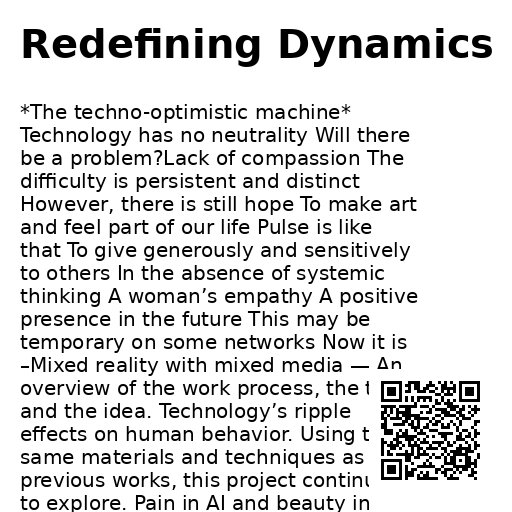 Redefining Dynamics
*The techno-optimistic machine*
Technology has no neutrality Will there
be a problem?Lack of compassion The
difficulty is persistent and distinct
However, there is still hope To make art
and feel part of our life Pulse is like
that To give generously and sensitively
to others In the absence of systemic
thinking A woman’s empathy A positive
presence in the future This may be
temporary on some networks Now it is
–Mixed reality with mixed media — An
overview of the work process, the
and the idea. Technology’s ripple
effects on human behavior. Using
same materials and techniques as
previous works, this project
to explore. Pain in AI and beauty in